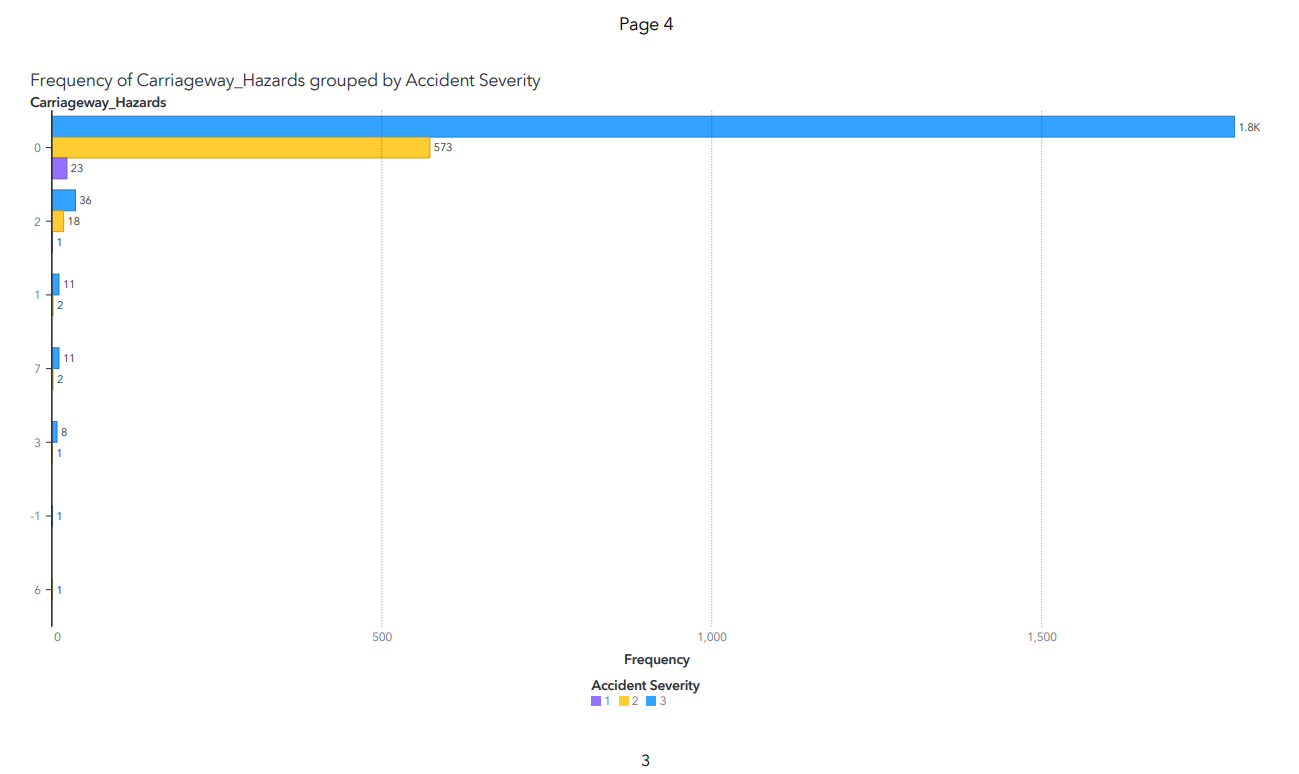 Page 4
Frequency of Carriageway_Hazards grouped by Accident Severity
Carriageway_Hazards
1.8K
0 573
23
36
2 18
1
11
1
2
11
7
2
8
3
1
-1 1
6 1
0 500 1,000 1,500
Frequency
Accident Severity
1 2 3
3